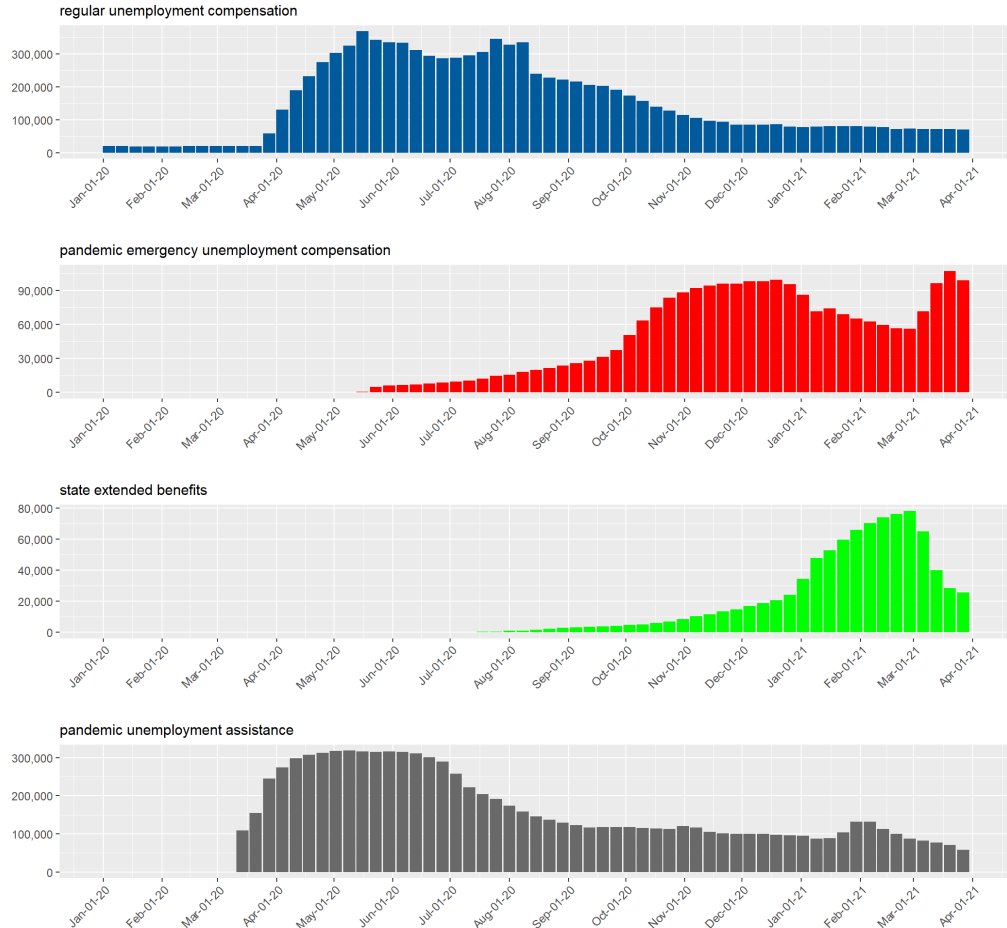 regular unemployment compensation
300,000
200,000
100,000
0
Jan-01-20 Feb-01-20 Mar-01-20 Apr-01-20 May-01-20 Jun-01-20 Jul-01-20 Aug-01-20 Sep-01-20 Oct-01-20 Nov-01-20 Dec-01-20 Jan-01-21 Feb-01-21 Mar-01-21 Apr-01-21
pandemic emergency unemployment compensation
90,000
60,000
30,000
0
Jan-01-20 Feb-01-20 Mar-01-20 Apr-01-20 May-01-20 Jun-01-20 Jul-01-20 Aug-01-20 Sep-01-20 Oct-01-20 Nov-01-20 Dec-01-20 Jan-01-21 Feb-01-21 Mar-01-21 Apr-01-21
state extended benefits
80,000
60,000
40,000
20,000
0
Jan-01-20 Feb-01-20 Mar-01-20 Apr-01-20 May-01-20 Jun-01-20 Jul-01-20 Aug-01-20 Sep-01-20 Oct-01-20 Nov-01-20 Dec-01-20 Jan-01-21 Feb-01-21 Mar-01-21 Apr-01-21
pandemic unemployment assistance
300,000
200,000
100,000
0
Jan-01-20 Feb-01-20 Mar-01-20 Apr-01-20 May-01-20 Jun-01-20 Jul-01-20 Aug-01-20 Sep-01-20 Oct-01-20 Nov-01-20 Dec-01-20 Jan-01-21 Feb-01-21 Mar-01-21 Apr-01-21